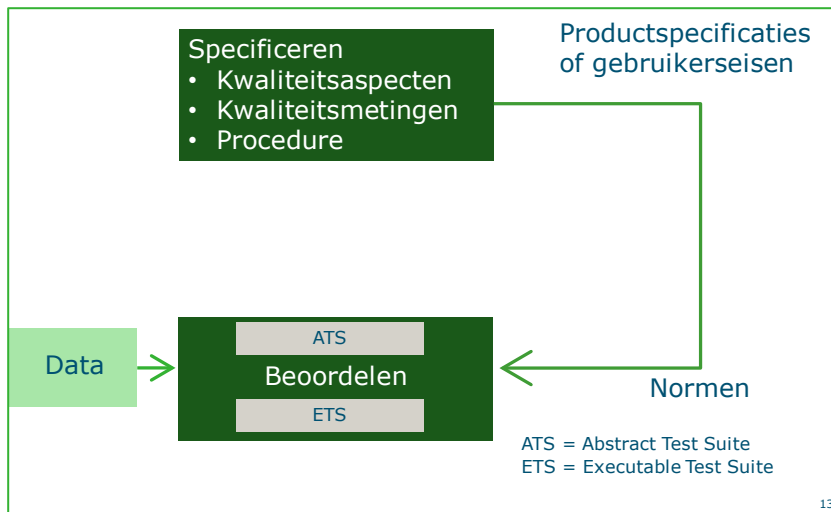 Specificeren
• Kwaliteitsaspecten
• Kwaliteitsmetingen
• Procedure
Productspecificaties
of gebruikerseisen
Data
ATS
Beoordelen
ETS
Normen
ATS = Abstract Test Suite
ETS = Executable Test Suite
13